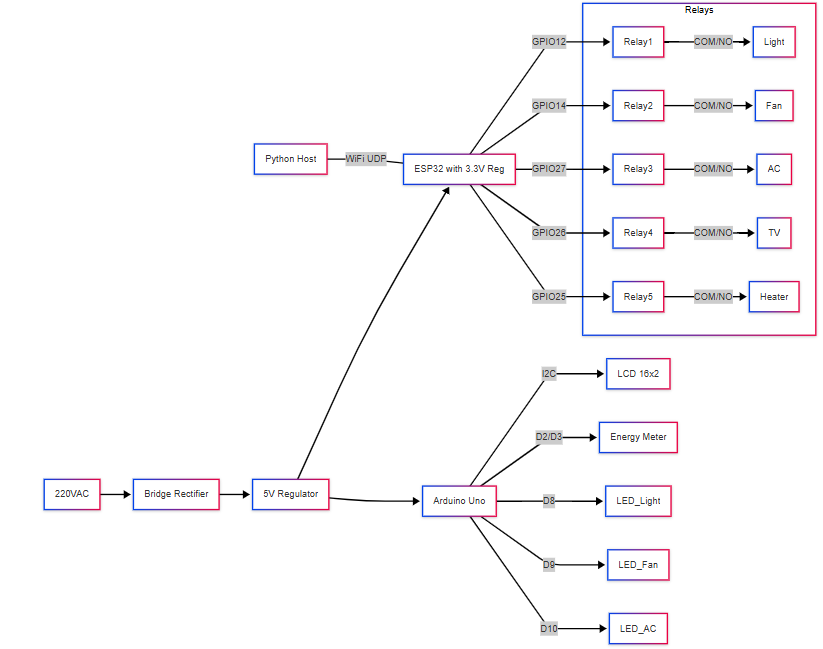 Relays
GPIO12
Relay1
COM/NO
Light
GPIO14
Relay2
COM/NO
Fan
Python Host
WiFi UDP
ESP32 with 3.3V Reg
GPIO27
Relay3
COM/NO
AC
GPIO26
Relay4
COM/NO
TV
GPIO25
Relay5
COM/NO
Heater
I2C
LCD 16x2
D2/D3
Energy Meter
220VAC
Bridge Rectifier
5V Regulator
Arduino Uno
D8
LED_Light
D9
LED_Fan
D10
LED_AC